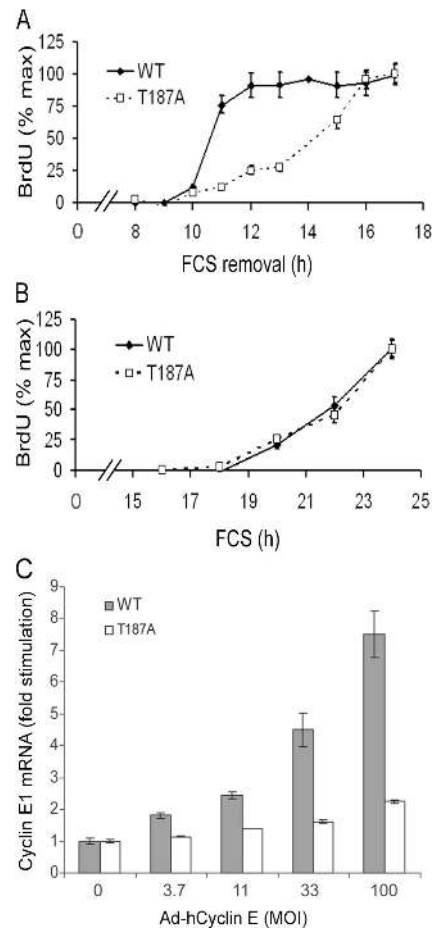 A
BrdU (% max)
125
100
75
50
25
0
WT
T187A
O
8
10
12
14
16
18
FCS removal (h)
B
BrdU (% max)
125
100
75
50
25
0
WT
T187A
O
15
17
19
21
23
25
FCS (h)
C
Cyclin E1 mRNA (fold stimulation)
9
8
7
6
5
4
3
2
1
0
WT
T187A
0
3.7
11
33
100
Ad-hCyclin E (MOI)